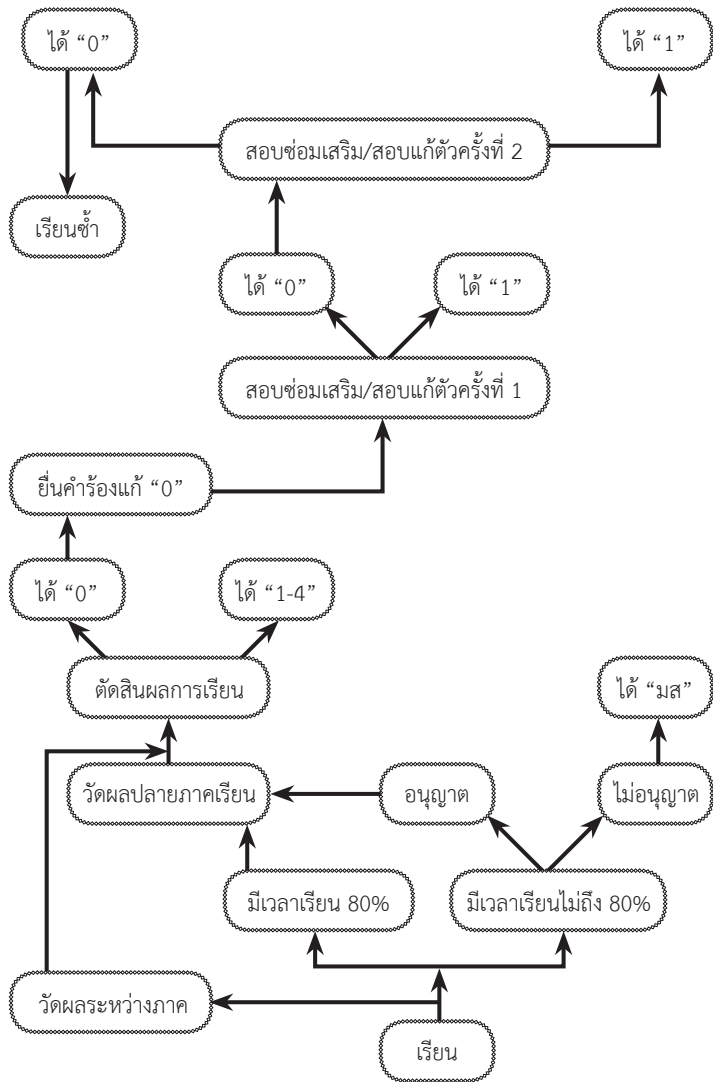 ได้ “0”
ได้ “1”
สอบซ่อมเสริม/สอบแก้ตัวครั้งที่ 2
เรียนซ้ำ
ได้ “0”
ได้ “1”
สอบซ่อมเสริม/สอบแก้ตัวครั้งที่ 1
ยื่นคำร้องแก้ “0”
ได้ “0”
ได้ “1-4”
ตัดสินผลการเรียน
ได้ “มส”
วัดผลปลายภาคเรียน
อนุญาต
ไม่อนุญาต
มีเวลาเรียน 80%
มีเวลาเรียนไม่ถึง 80%
วัดผลระหว่างภาค
เรียน